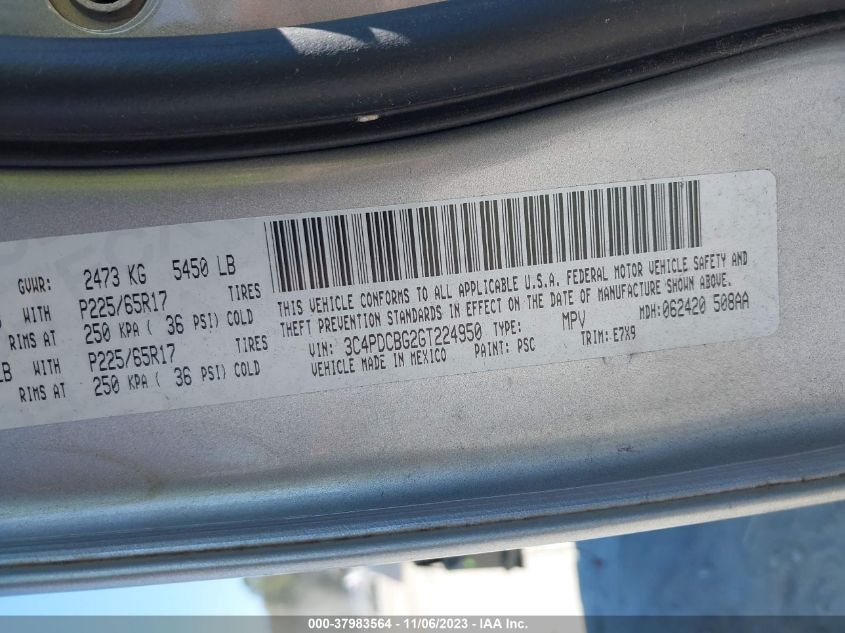 GVWR: 2473 KG 5450 LB
WITH P225/65R17 TIRES
RIMS AT 250 KPA ( 36 PSI) COLD
LB WITH P225/65R17 TIRES
RIMS AT 250 KPA ( 36 PSI) COLD
THIS VEHICLE CONFORMS TO ALL APPLICABLE U.S.A. FEDERAL MOTOR VEHICLE SAFETY AND
THEFT PREVENTION STANDARDS IN EFFECT ON THE DATE OF MANUFACTURE SHOWN ABOVE.
VIN: 3C4PDCBG2GT224950 TYPE: MPV MDH: 062420 508AA
VEHICLE MADE IN MEXICO PAINT: PSC TRIM: E7X9
000-37983564 - 11/06/2023 - IAA Inc.